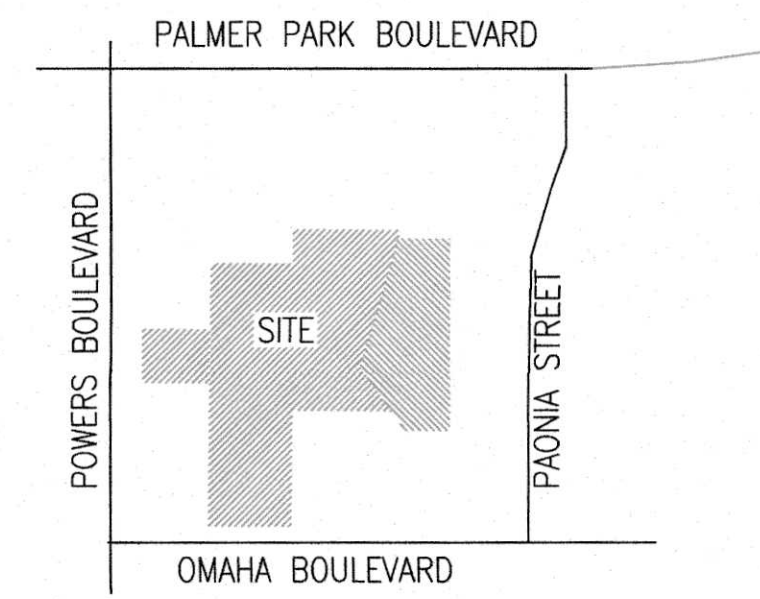 PALMER PARK BOULEVARD
POWERS BOULEVARD
SITE
PAONIA STREET
OMAHA BOULEVARD